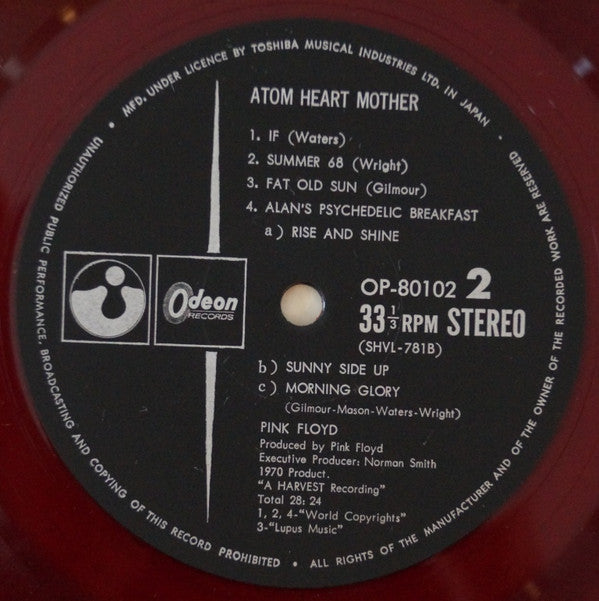 • MFD. UNDER LICENCE BY TOSHIBA MUSICAL INDUSTRIES LTD. IN JAPAN •
ATOM HEART MOTHER
1. IF (Waters)
2. SUMMER 68 (Wright)
3. FAT OLD SUN (Gilmour)
4. ALAN'S PSYCHEDELIC BREAKFAST
a) RISE AND SHINE
Odeon
RECORDS
OP-80102 2
33 1/3 RPM STEREO
(SHVL-781B)
b) SUNNY SIDE UP
c) MORNING GLORY
(Gilmour-Mason-Waters-Wright)
PINK FLOYD
Produced by Pink Floyd
Executive Producer: Norman Smith
1970 Product.
"A HARVEST Recording"
Total 28: 24
1, 2, 4-"World Copyrights"
3-"Lupus Music"
UNAUTHORIZED PUBLIC PERFORMANCE, BROADCASTING AND COPYING OF THIS RECORD PROHIBITED • ALL RIGHTS OF THE MANUFACTURER AND OF THE OWNER OF THE RECORDED WORK ARE RESERVED